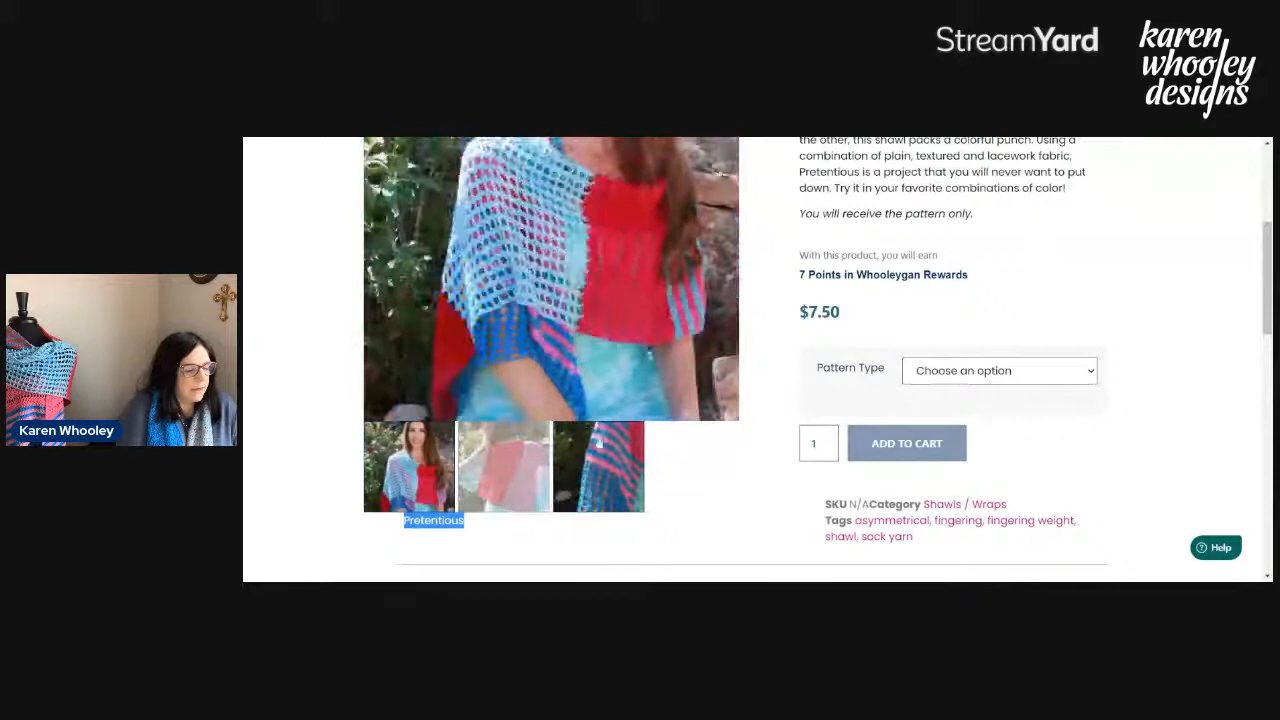 StreamYard
karen
whooley
designs
the other, this shawl packs a colorful punch. Using a
combination of plain, textured and lacework fabric,
Pretentious is a project that you will never want to put
down. Try it in your favorite combinations of color!
You will receive the pattern only.
With this product, you will earn
7 Points in Whooleygan Rewards
$7.50
Pattern Type
Choose an option
1
ADD TO CART
Karen Whooley
SKU N/ACategory Shawls / Wraps
Tags asymmetrical, fingering, fingering weight,
shawl, sock yarn
Pretentious
Help